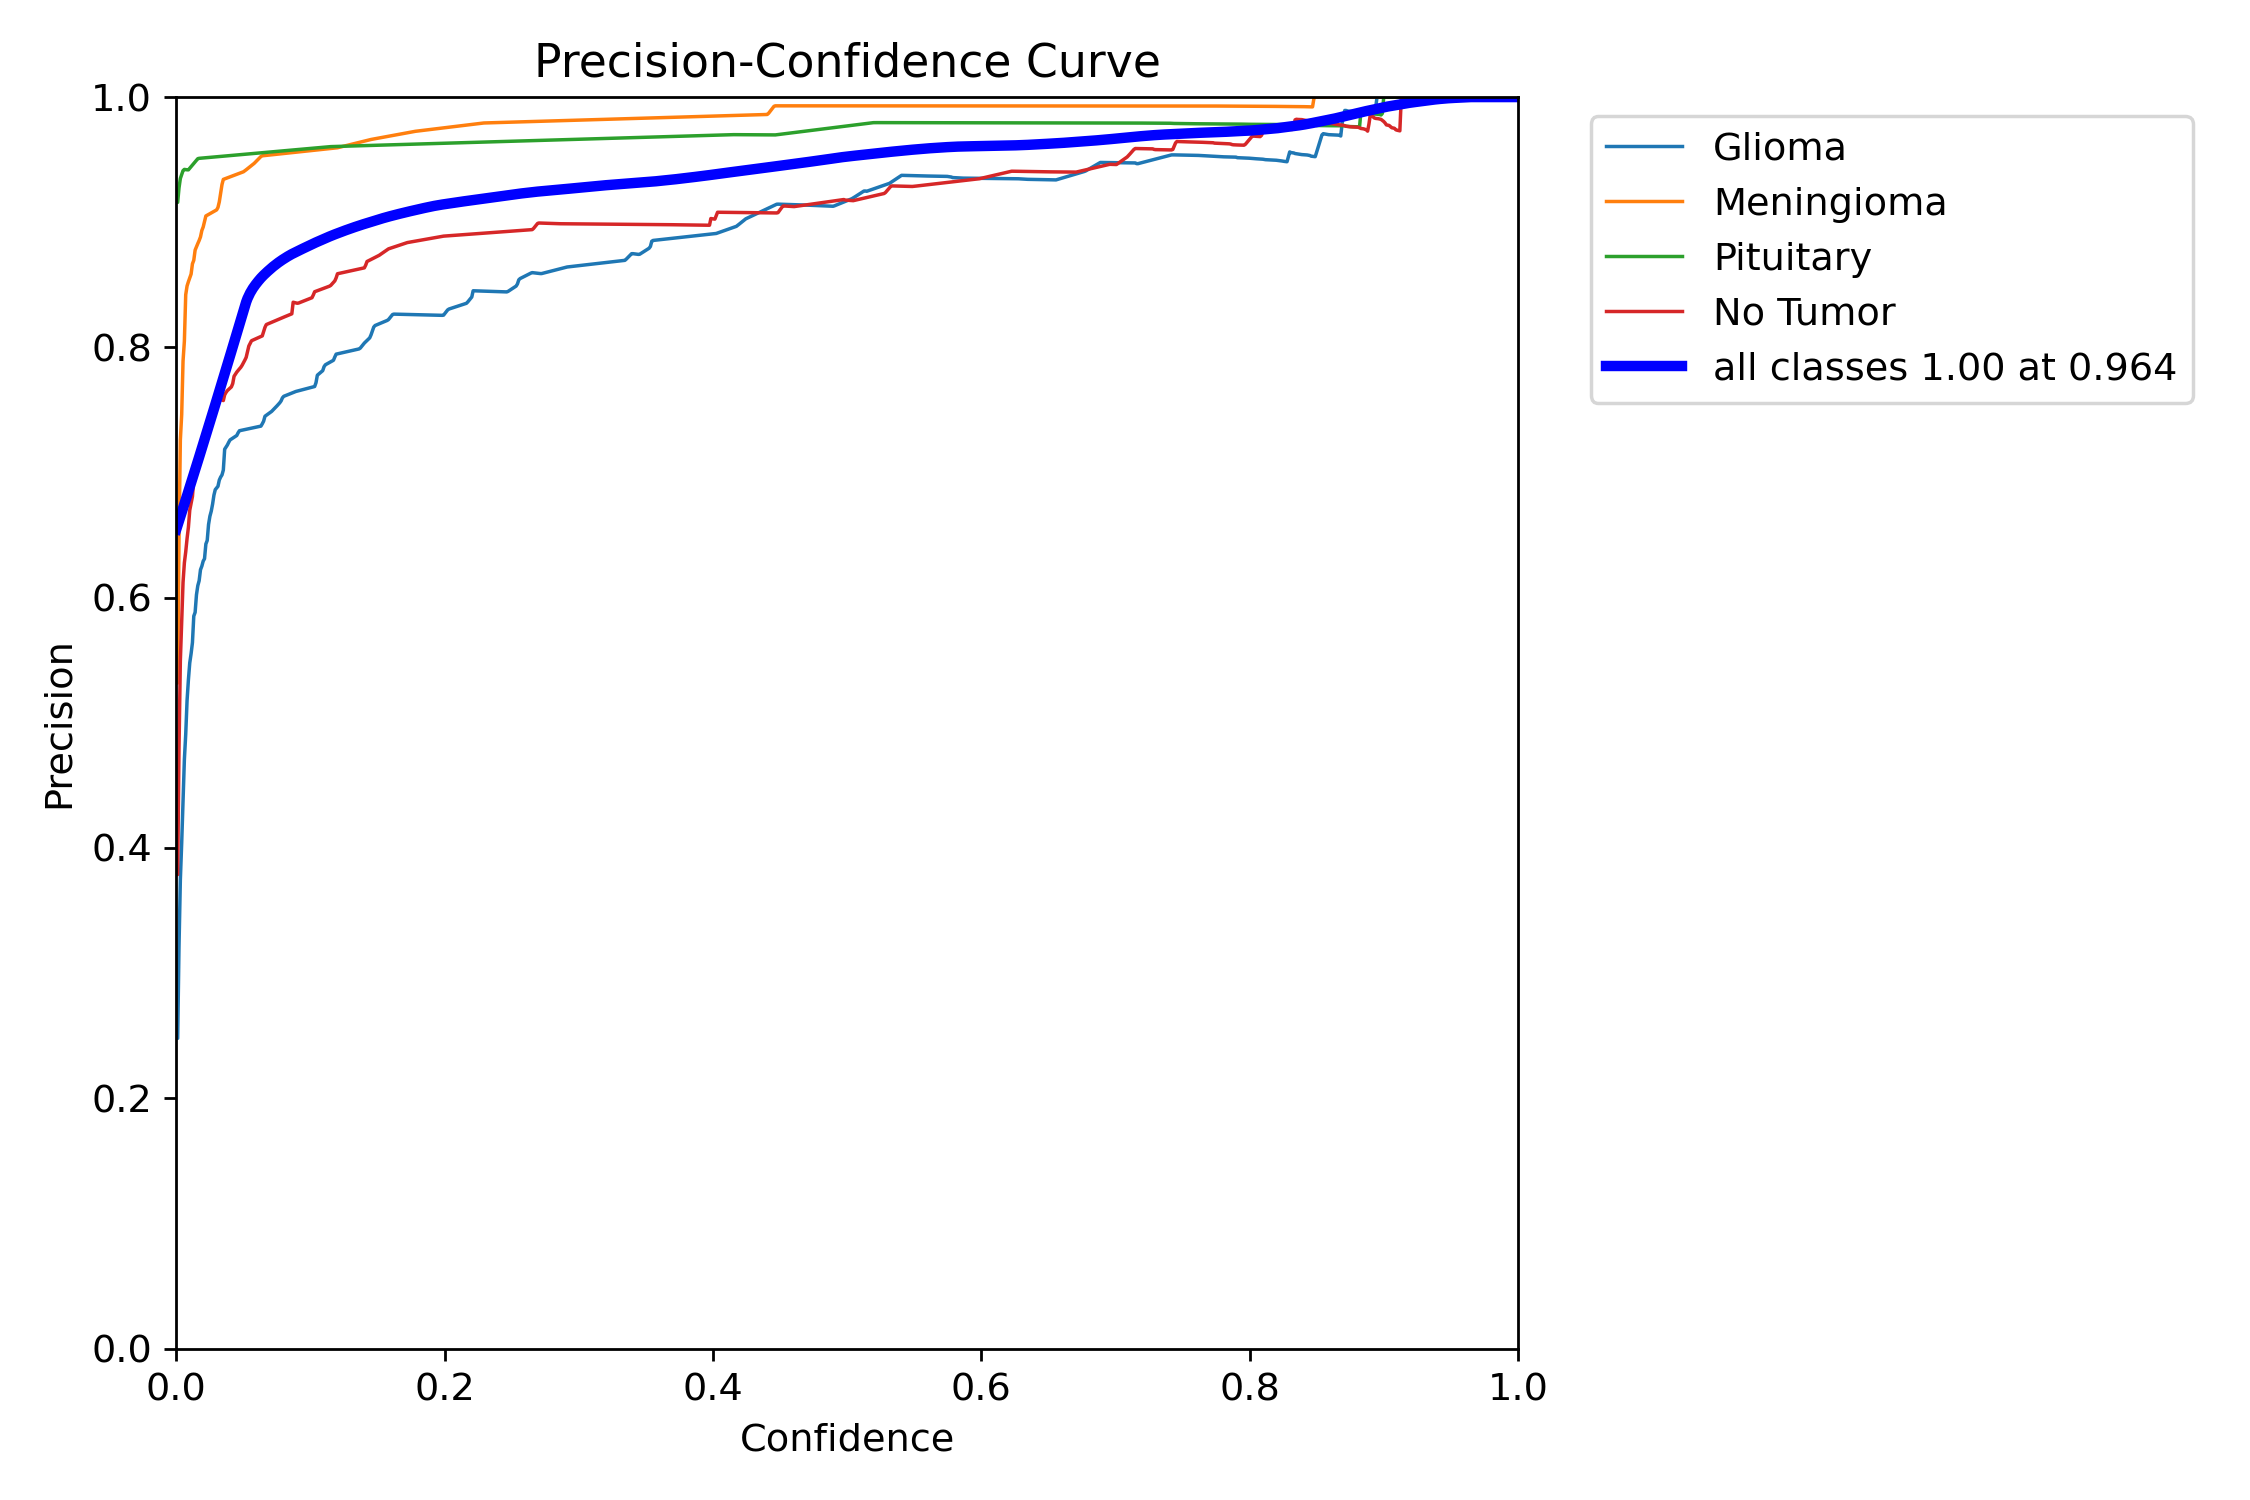 Precision-Confidence Curve
1.0
0.8
0.6
0.4
0.2
0.0
Precision
0.0 0.2 0.4 0.6 0.8 1.0
Confidence
Glioma
Meningioma
Pituitary
No Tumor
all classes 1.00 at 0.964